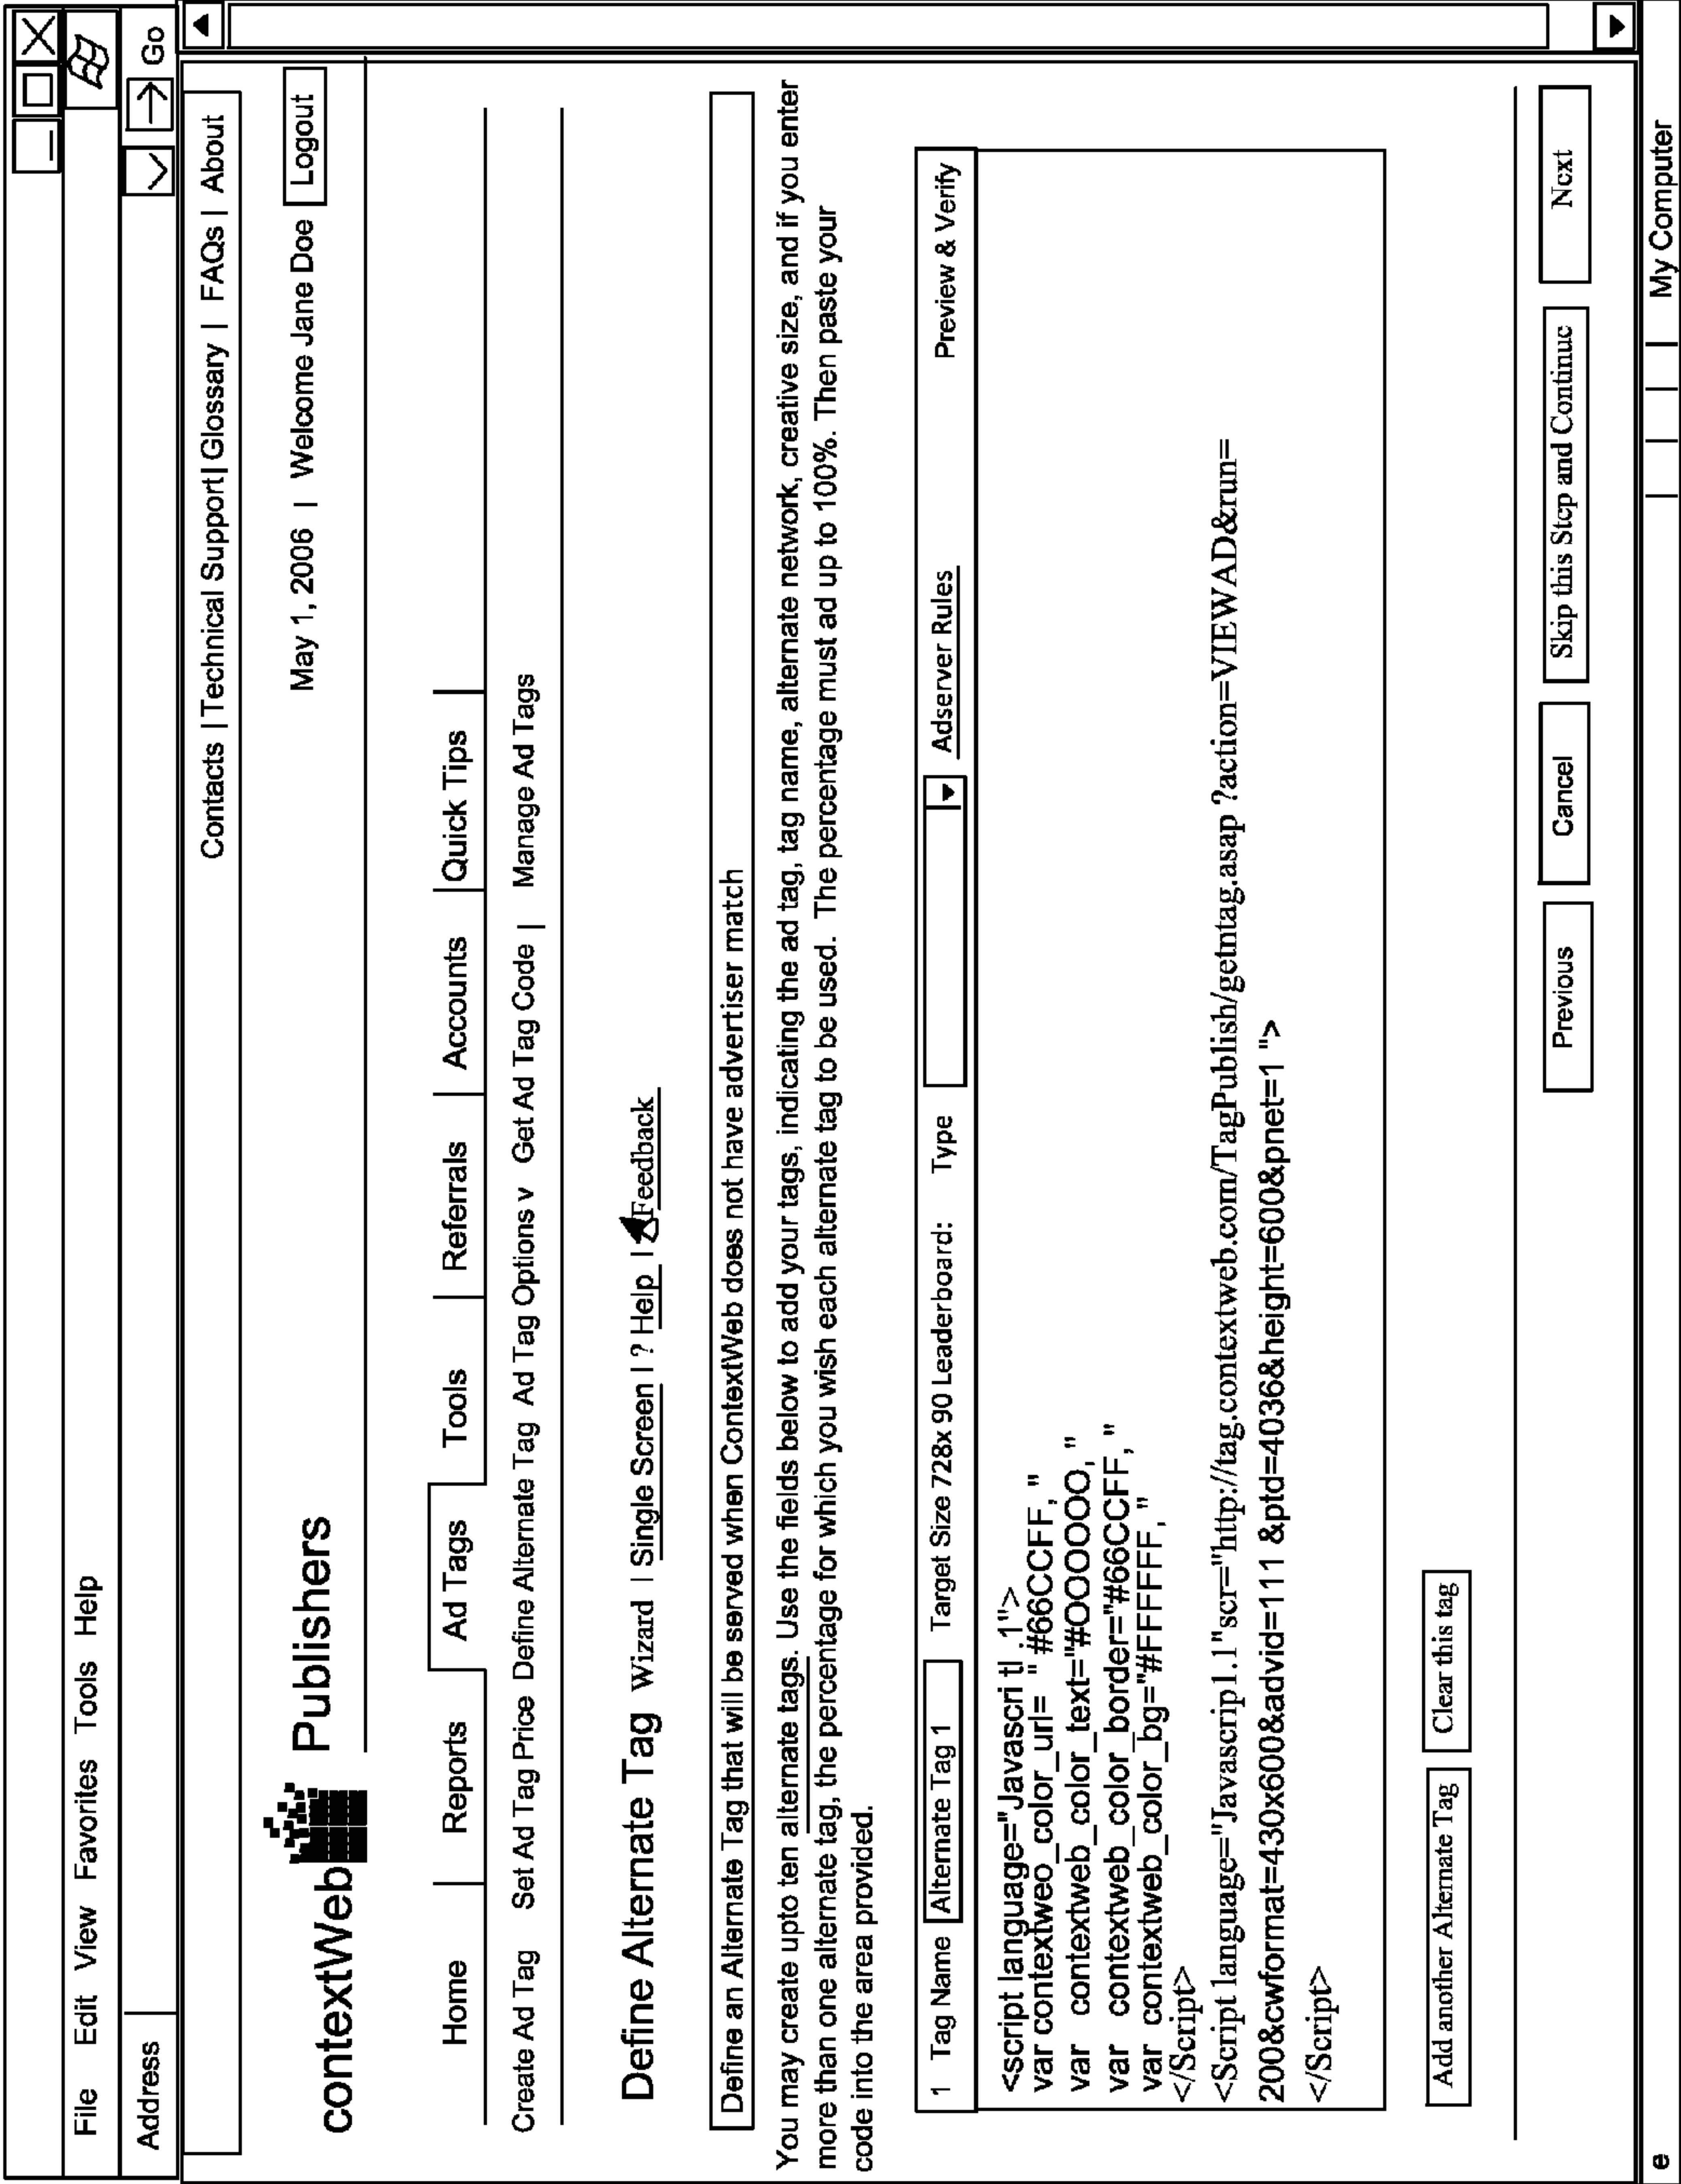 File Edit View Favorites Tools Help
Address
Go
Contacts | Technical Support | Glossary | FAQs | About
contextWeb Publishers
May 1, 2006 | Welcome Jane Doe Logout
Home Reports Ad Tags Tools Referrals Accounts Quick Tips
Create Ad Tag Set Ad Tag Price Define Alternate Tag Ad Tag Options v Get Ad Tag Code | Manage Ad Tags
Define Alternate Tag Wizard | Single Screen | ? Help | Feedback
Define an Alternate Tag that will be served when ContextWeb does not have advertiser match
You may create upto ten alternate tags. Use the fields below to add your tags, indicating the ad tag, tag name, alternate network, creative size, and if you enter
more than one alternate tag, the percentage for which you wish each alternate tag to be used. The percentage must ad up to 100%. Then paste your
code into the area provided.
1 Tag Name Alternate Tag 1 Target Size 728x 90 Leaderboard: Type Adserver Rules Preview & Verify
<script language="Javascri tl .1">
var contextweo_color_url= " #66CCFF, "
var contextweb_color_text="#OOOOOO, "
var contextweb_color_border="#66CCFF, "
var contextweb_color_bg="#FFFFFF, "
</Script>
<Script language="Javascrip1.1"scr="http://tag.contextweb.com/TagPublish/getntag.asap ?action=VIEWAD&run=
200&cwformat=430x600&advid=111 &ptd=4036&height=600&pnet=1 ">
</Script>
Add another Alternate Tag Clear this tag
Previous Cancel Skip this Step and Continue Next
e My Computer